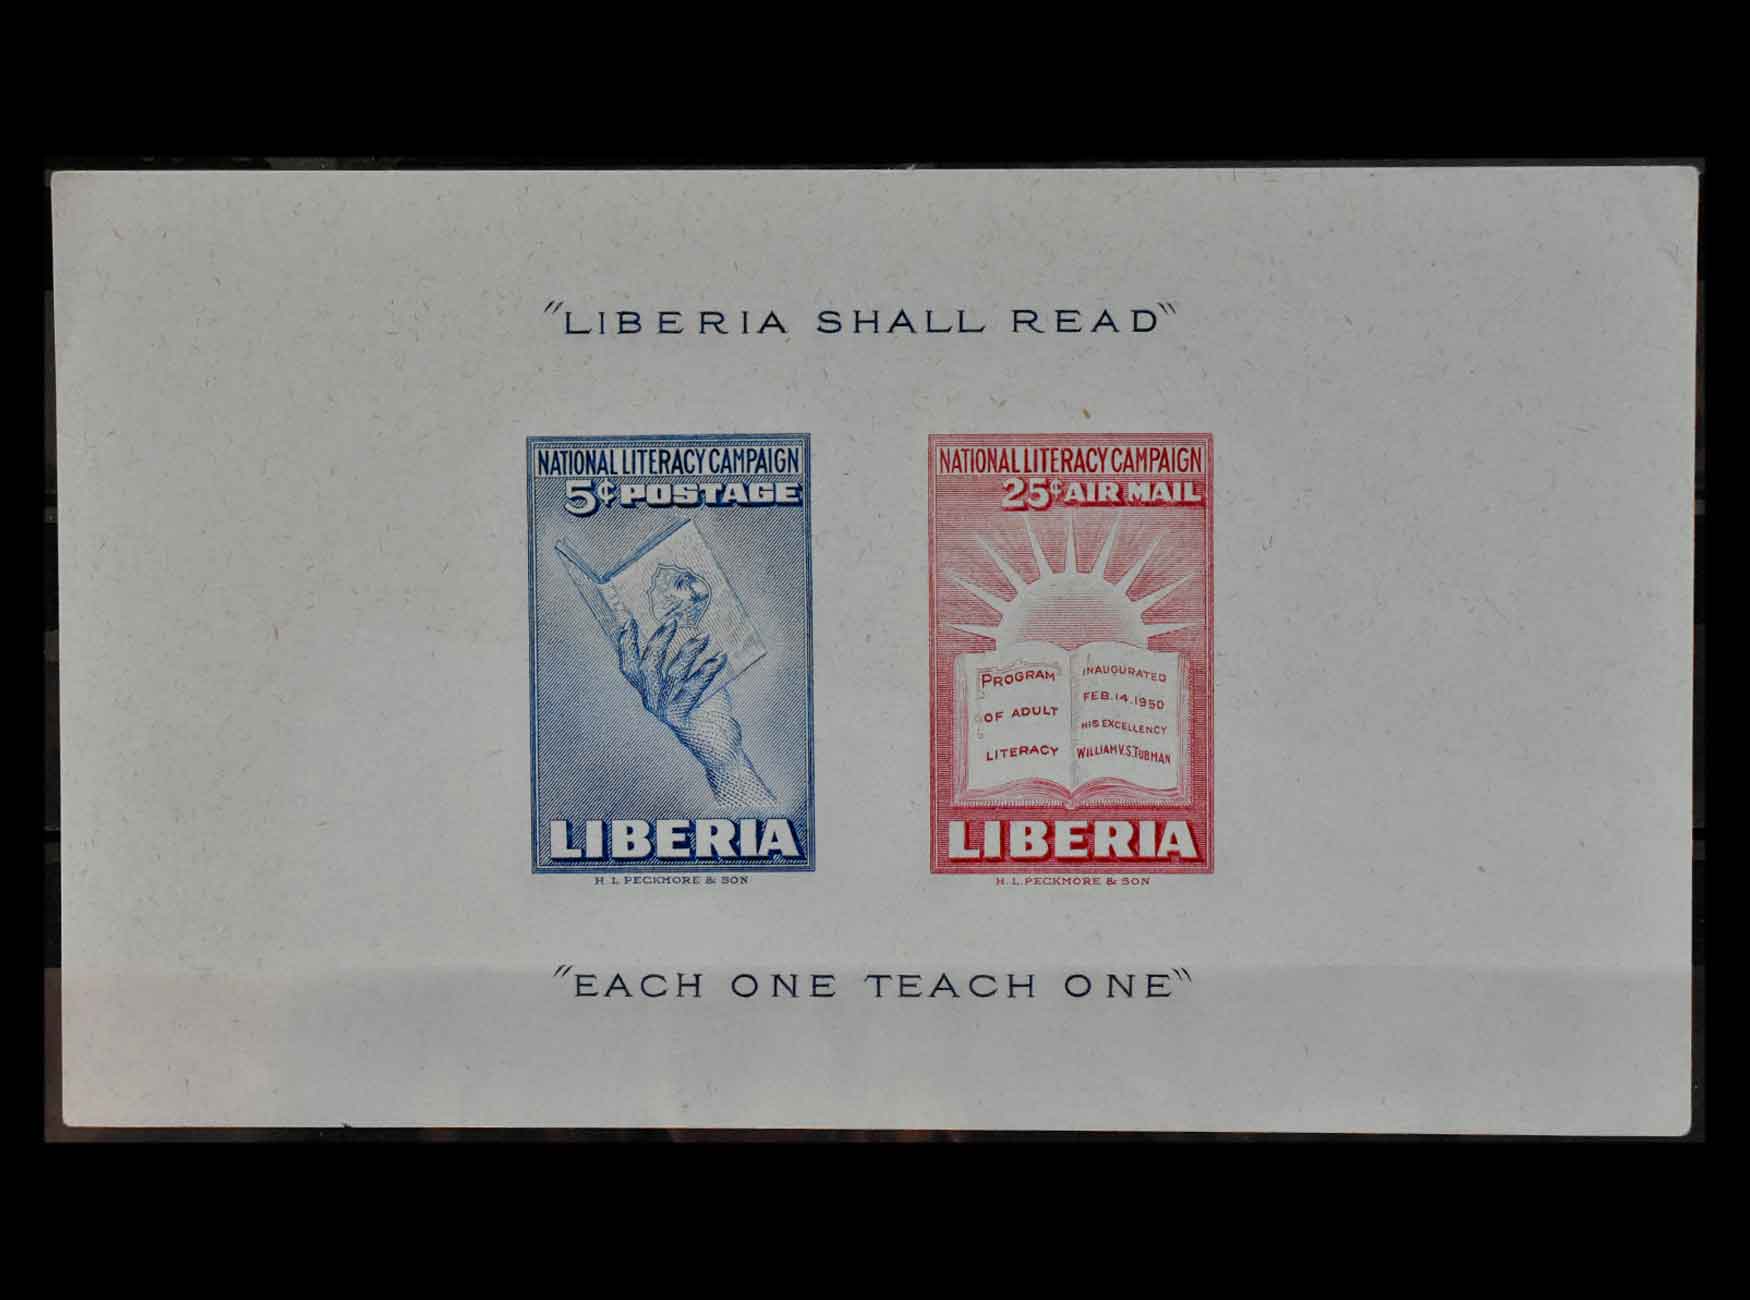 "LIBERIA SHALL READ"
NATIONAL LITERACY CAMPAIGN
5¢ POSTAGE
LIBERIA
H. L. PECKMORE & SON
NATIONAL LITERACY CAMPAIGN
25¢ AIR MAIL
PROGRAM
OF ADULT
LITERACY
INAUGURATED
FEB. 14. 1950
HIS EXCELLENCY
WILLIAM V.S. TUBMAN
LIBERIA
H. L. PECKMORE & SON
"EACH ONE TEACH ONE"